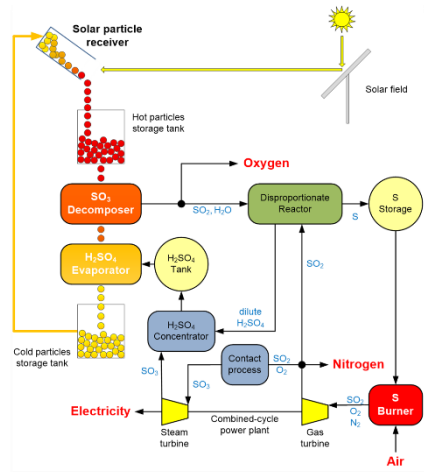 Solar particle
receiver
Solar field
Hot particles
storage tank
Oxygen
SO₃
Decomposer
SO₂, H₂O
Disproportionate
Reactor
S
S
Storage
H₂SO₄
Evaporator
H₂SO₄
Tank
SO₂
dilute
H₂SO₄
H₂SO₄
Concentrator
Cold particles
storage tank
SO₃
Contact
process
SO₂
O₂
Nitrogen
SO₃
Electricity
Combined-cycle
power plant
SO₂
O₂
N₂
S
Burner
Steam
turbine
Gas
turbine
Air